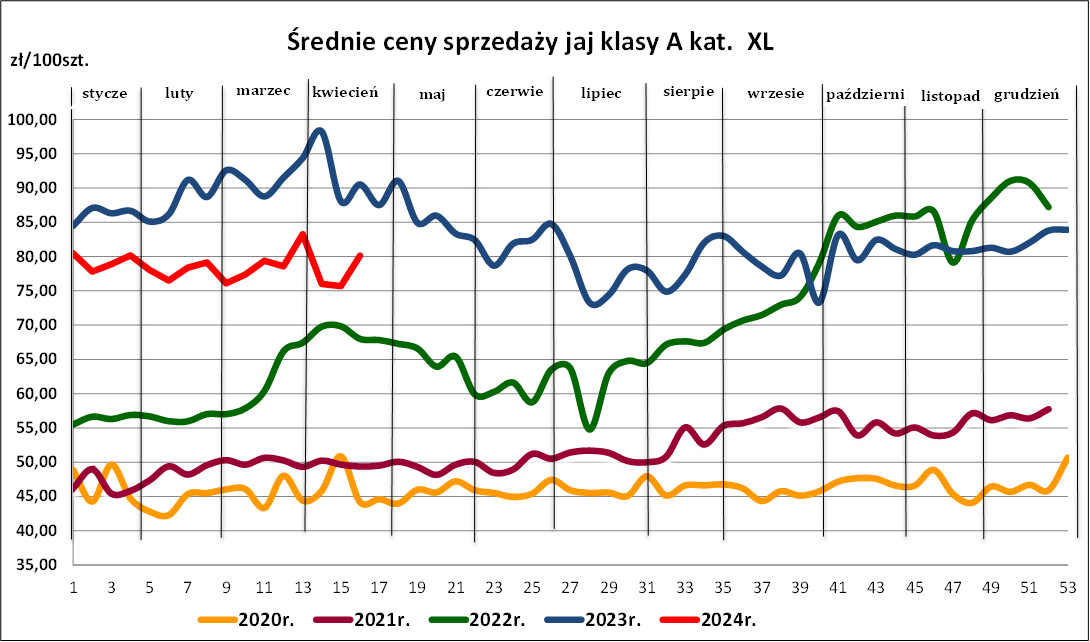 Średnie ceny sprzedaży jaj klasy A kat. XL
zł/100szt.
stycze luty marzec kwiecień maj czerwie lipiec sierpie wrzesie październi listopad grudzień
100,00
95,00
90,00
85,00
80,00
75,00
70,00
65,00
60,00
55,00
50,00
45,00
40,00
35,00
1 3 5 7 9 11 13 15 17 19 21 23 25 27 29 31 33 35 37 39 41 43 45 47 49 51 53
2020r. 2021r. 2022r. 2023r. 2024r.